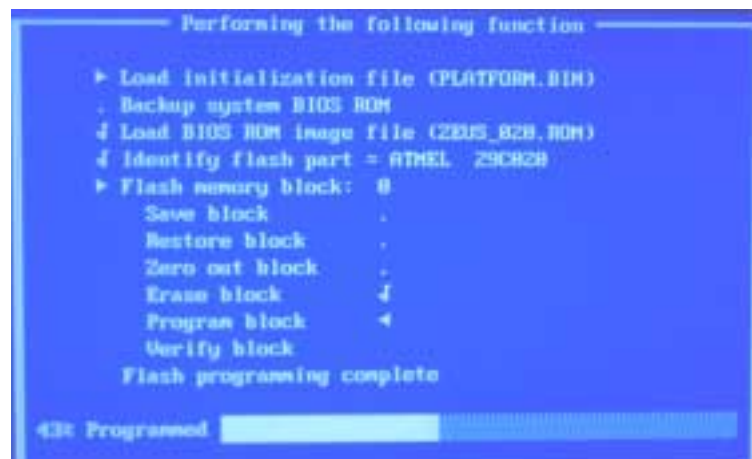 Performing the following function
► Load initialization file (PLATFORM.BIN)
. Backup system BIOS ROM
√ Load BIOS ROM image file (ZEUS_020.ROM)
√ Identify flash part = ATMEL 29C020
► Flash memory block: 0
Save block .
Restore block .
Zero out block .
Erase block √
Program block ◄
Verify block
Flash programming complete
43% Programmed